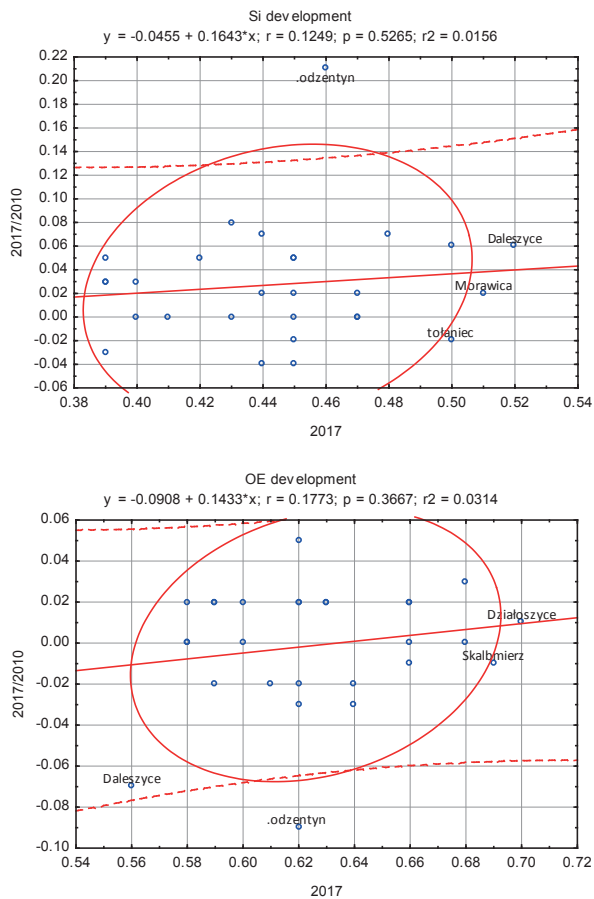 Si development
y = -0.0455 + 0.1643*x; r = 0.1249; p = 0.5265; r2 = 0.0156
0.22
.odzentyn
0.20
0.18
0.16
0.14
0.12
0.10
0.08
0.06
Daleszyce
0.04
Morawica
0.02
0.00
tołaniec
-0.02
-0.04
-0.06
2017/2010
0.38 0.40 0.42 0.44 0.46 0.48 0.50 0.52 0.54
2017
OE development
y = -0.0908 + 0.1433*x; r = 0.1773; p = 0.3667; r2 = 0.0314
0.06
0.04
0.02
Działoszyce
0.00
Skalbmierz
-0.02
-0.04
-0.06
Daleszyce
-0.08
.odzentyn
-0.10
2017/2010
0.54 0.56 0.58 0.60 0.62 0.64 0.66 0.68 0.70 0.72
2017